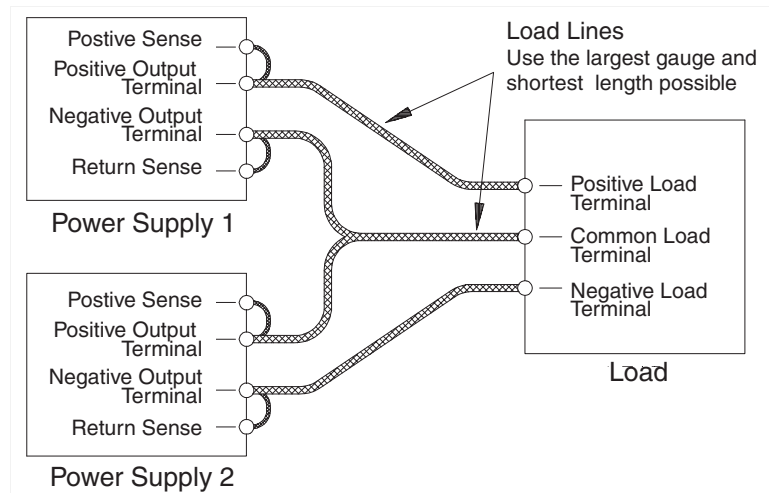 Postive Sense
Positive Output
Terminal
Negative Output
Terminal
Return Sense
Power Supply 1
Load Lines
Use the largest gauge and
shortest length possible
Positive Load
Terminal
Common Load
Terminal
Negative Load
Terminal
Load
Postive Sense
Positive Output
Terminal
Negative Output
Terminal
Return Sense
Power Supply 2